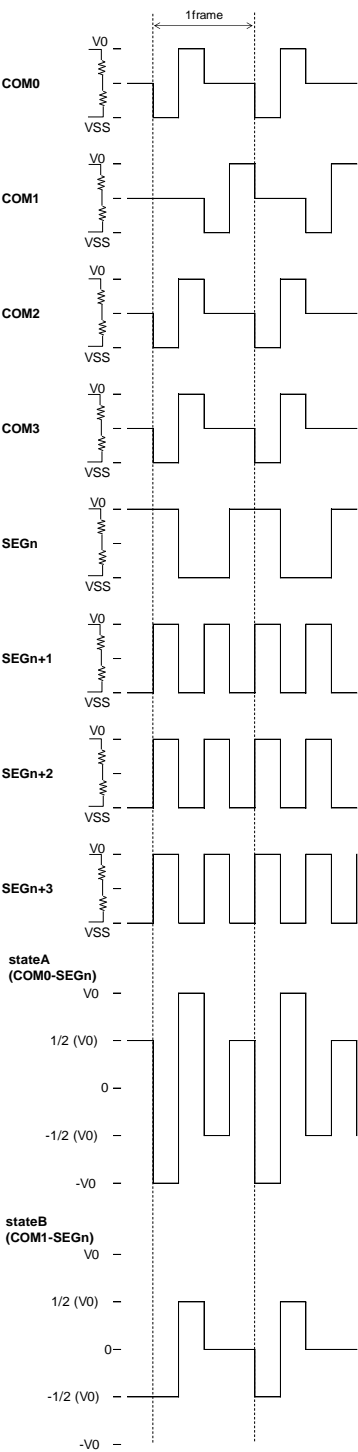 1frame
V0
COM0
VSS
V0
COM1
VSS
V0
COM2
VSS
V0
COM3
VSS
V0
SEGn
VSS
V0
SEGn+1
VSS
V0
SEGn+2
VSS
V0
SEGn+3
VSS
stateA
(COM0-SEGn)
V0
1/2 (V0)
0
-1/2 (V0)
-V0
stateB
(COM1-SEGn)
V0
1/2 (V0)
0
-1/2 (V0)
-V0